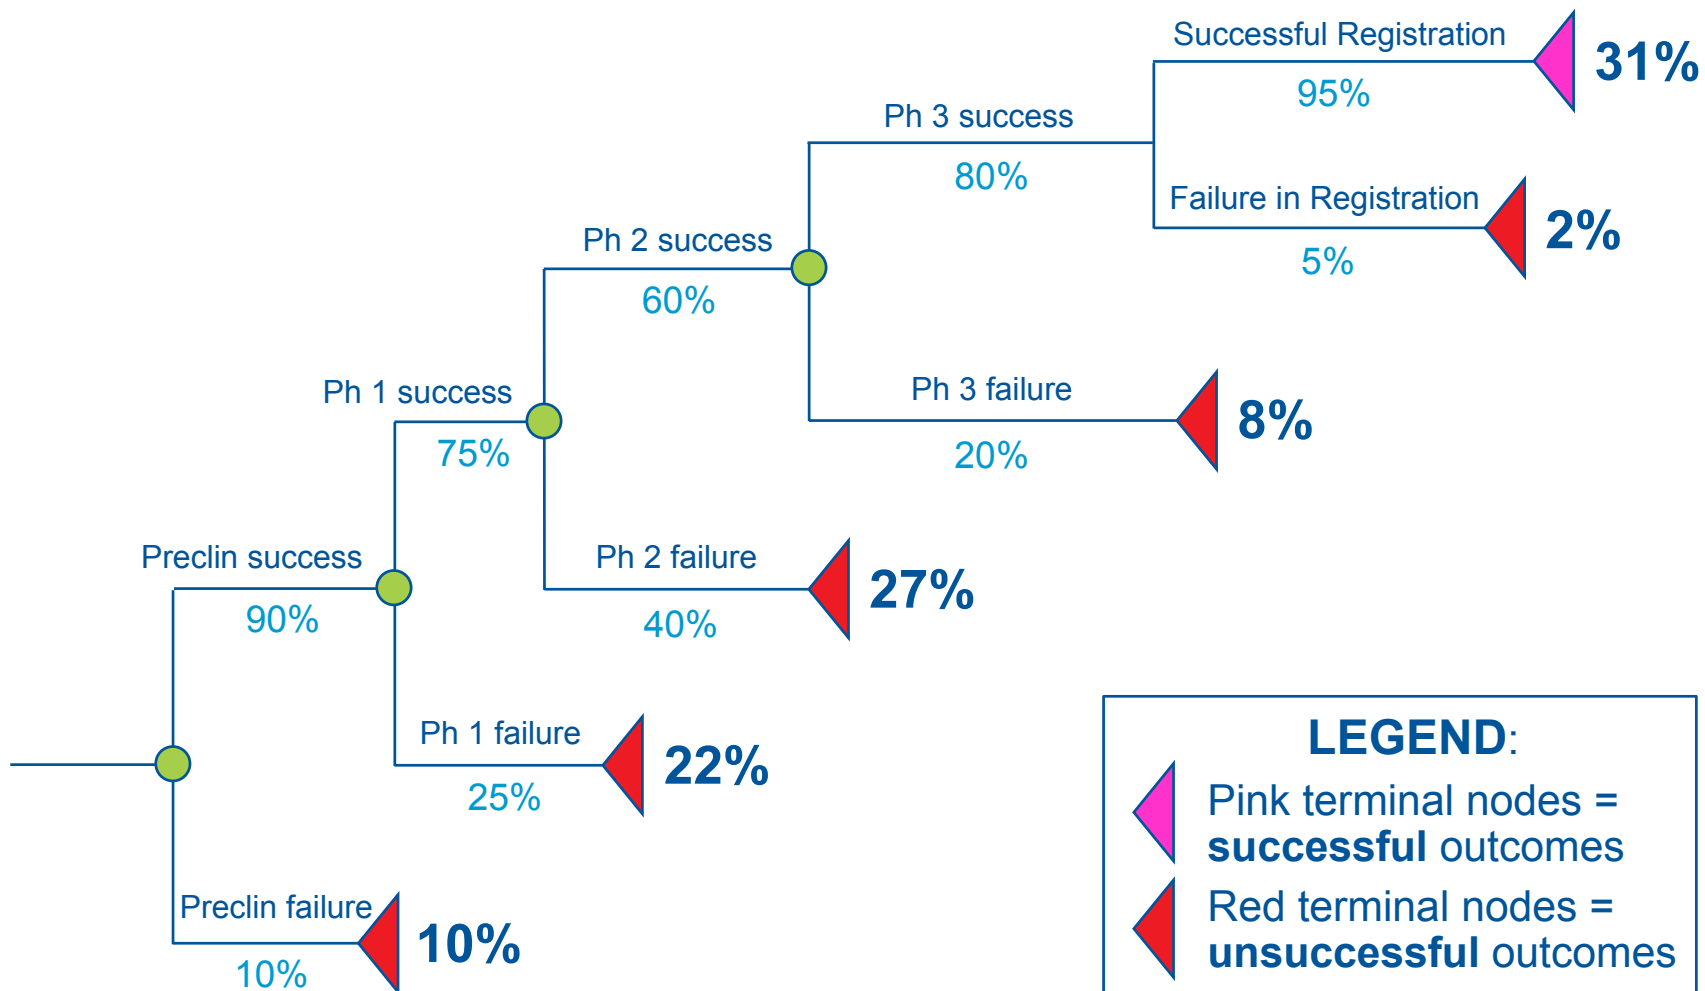 Successful Registration
31%
95%
Ph 3 success
80%
Failure in Registration
2%
5%
Ph 2 success
60%
Ph 1 success
75%
Ph 3 failure
8%
20%
Preclin success
90%
Ph 2 failure
27%
40%
Ph 1 failure
22%
25%
Preclin failure
10%
10%
LEGEND:
Pink terminal nodes =
successful outcomes
Red terminal nodes =
unsuccessful outcomes